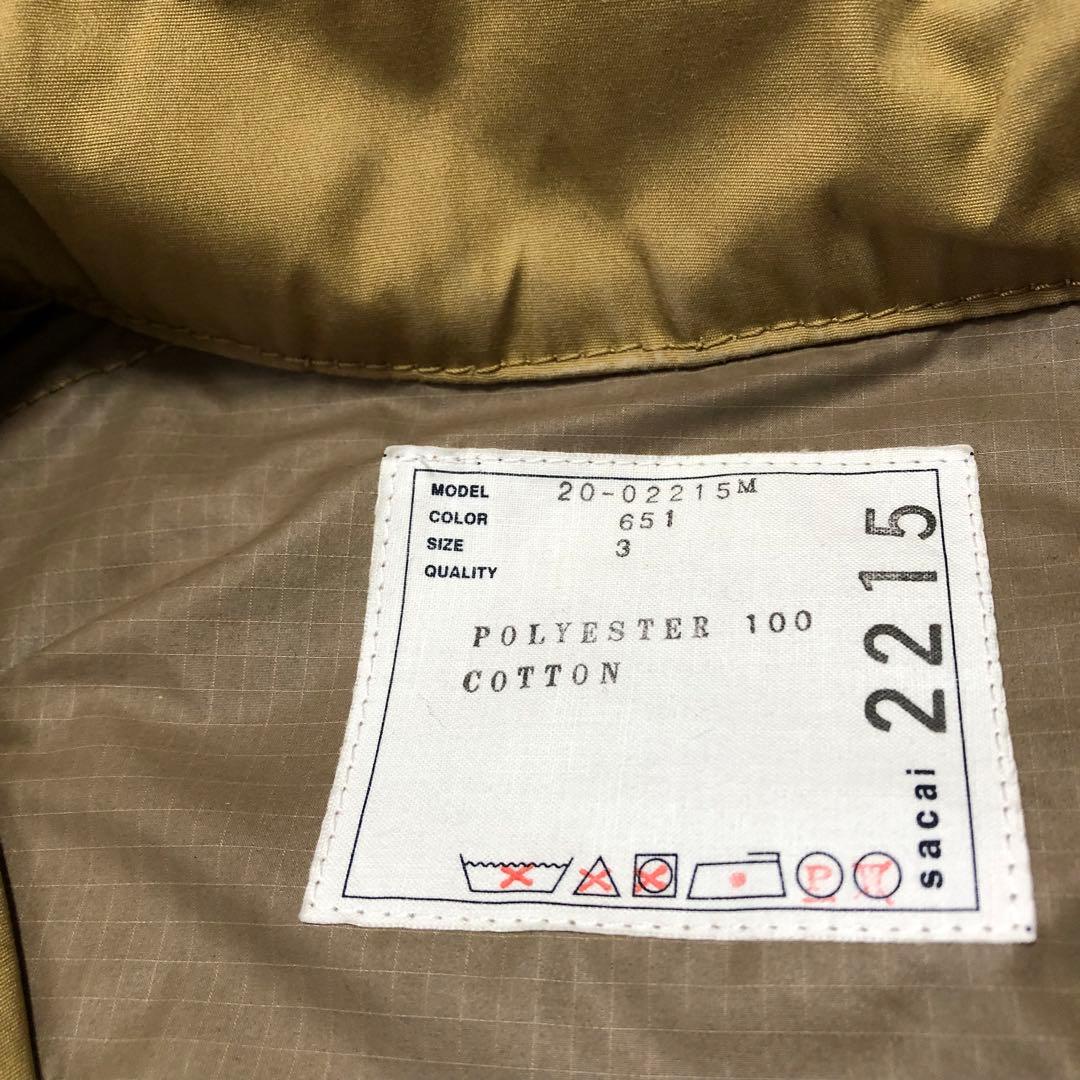 MODEL 20-02215M
COLOR 651
SIZE 3
QUALITY
POLYESTER 100
COTTON
P W
sacai 2215